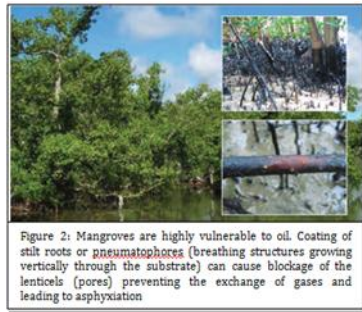 Figure 2: Mangroves are highly vulnerable to oil. Coating of
stilt roots or pneumatophores (breathing structures growing
vertically through the substrate) can cause blockage of the
lenticels (pores) preventing the exchange of gases and
leading to asphyxiation